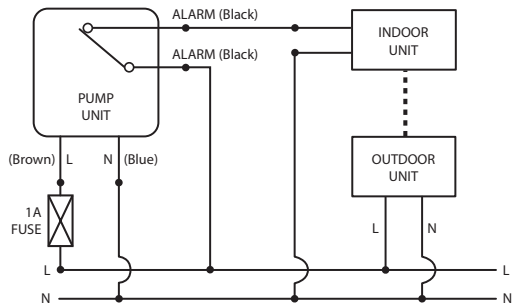 ALARM (Black)
ALARM (Black)
PUMP
UNIT
INDOOR
UNIT
OUTDOOR
UNIT
(Brown) L
N (Blue)
1A
FUSE
L
N
L
L
N
N